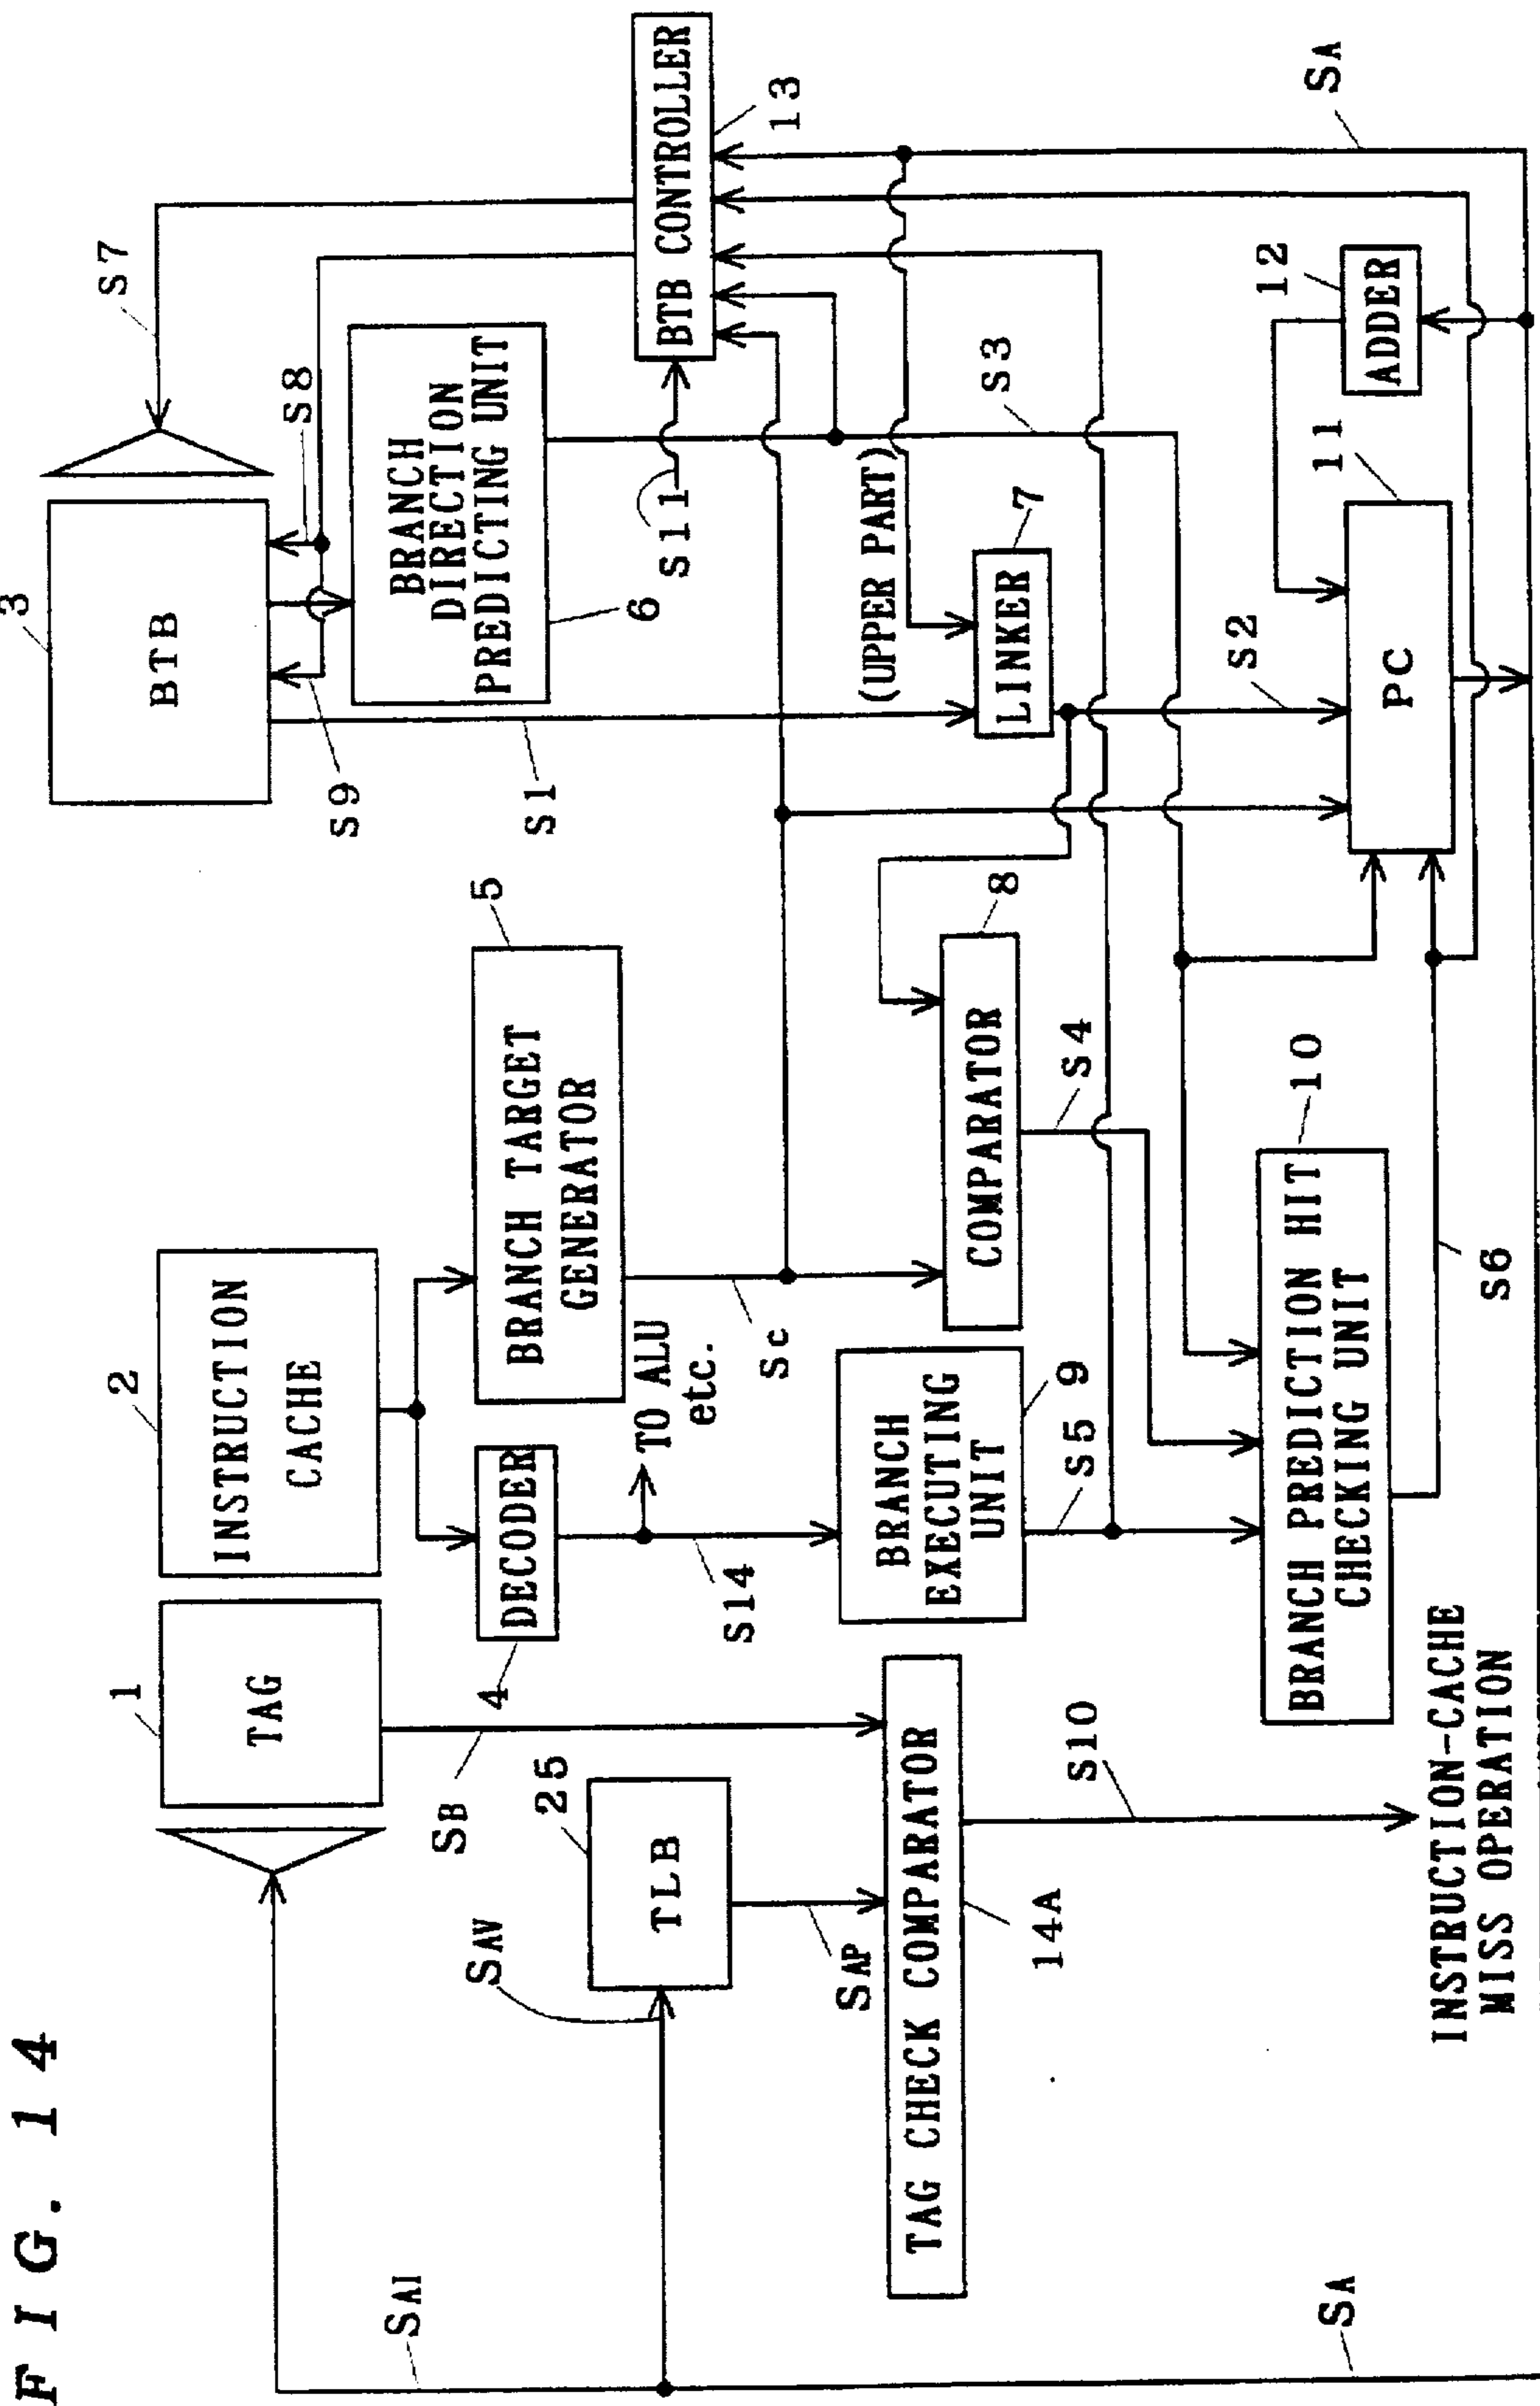 FIG. 14
1
TAG
2
INSTRUCTION
CACHE
3
BTB
S7
S8
S9
SAI
SAV
25
TLB
SAP
SB
4
DECODER
S14
TO ALU
etc.
5
BRANCH TARGET
GENERATOR
SC
BRANCH
DIRECTION
PREDICTING UNIT
6
S1
S11
BTB CONTROLLER
13
(UPPER PART)
LINKER
7
TAG CHECK COMPARATOR
14A
S10
BRANCH
EXECUTING
UNIT
9
S5
COMPARATOR
8
S4
S3
S2
BRANCH PREDICTION HIT
CHECKING UNIT
10
S6
PC
11
ADDER
12
SA
SA
INSTRUCTION-CACHE
MISS OPERATION